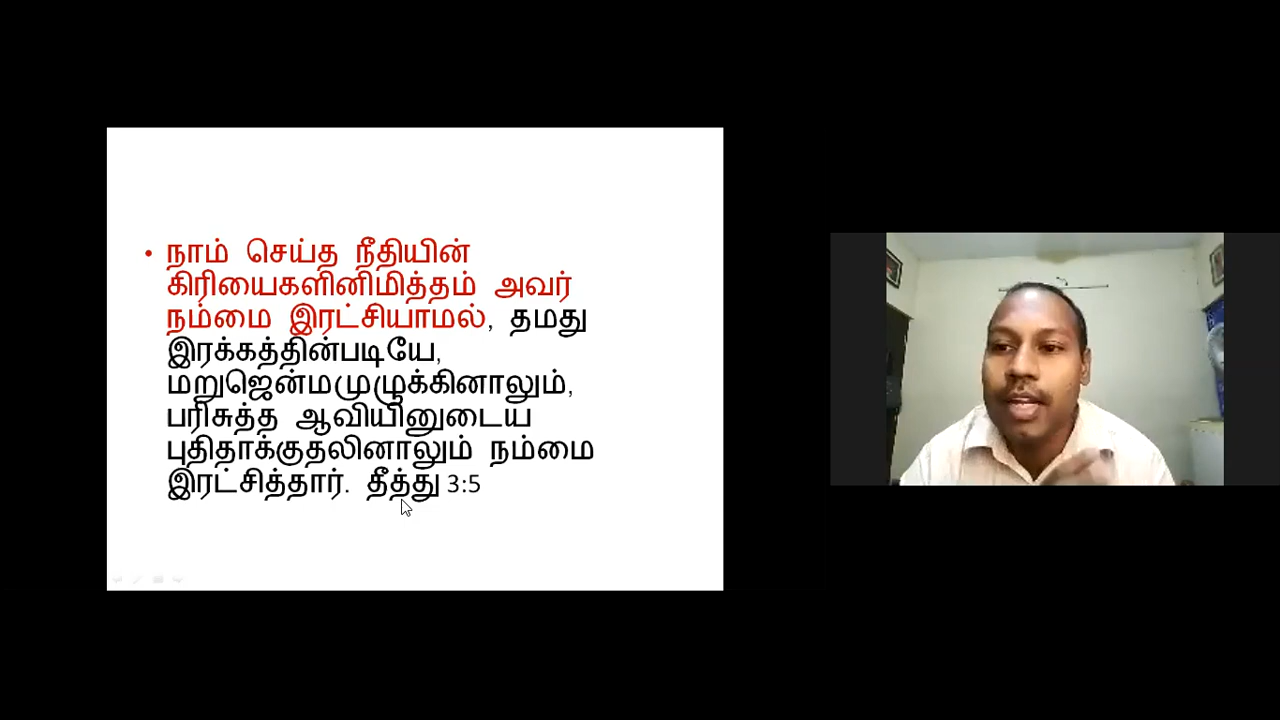 • நாம் செய்த நீதியின்
கிரியைகளினிமித்தம் அவர்
நம்மை இரட்சியாமல், தமது
இரக்கத்தின்படியே,
மறுஜென்மமுழுக்கினாலும்,
பரிசுத்த ஆவியினுடைய
புதிதாக்குதலினாலும் நம்மை
இரட்சித்தார். தீத்து 3:5